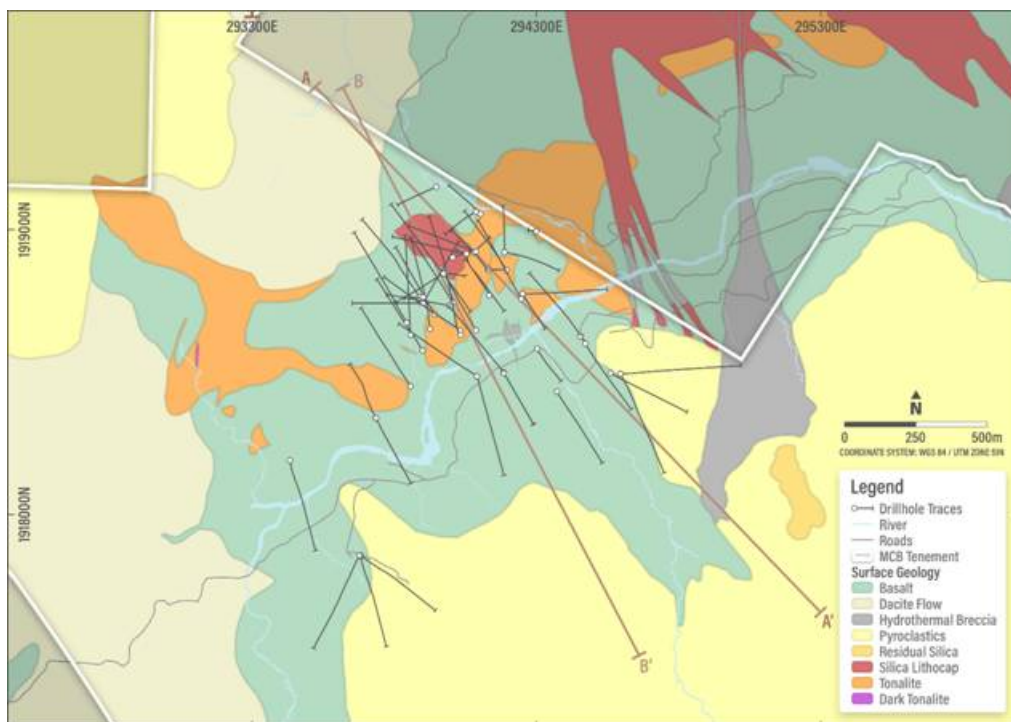 293300E
294300E
295300E
A
B
1919000N
1918000N
N
0
250
500m
COORDINATE SYSTEM: WGS 84 / UTM ZONE 51N
Legend
Drillhole Traces
River
Roads
MCB Tenement
Surface Geology
Basalt
Dacite Flow
Hydrothermal Breccia
Pyroclastics
Residual Silica
Silica Lithocap
Tonalite
Dark Tonalite
A'
B'